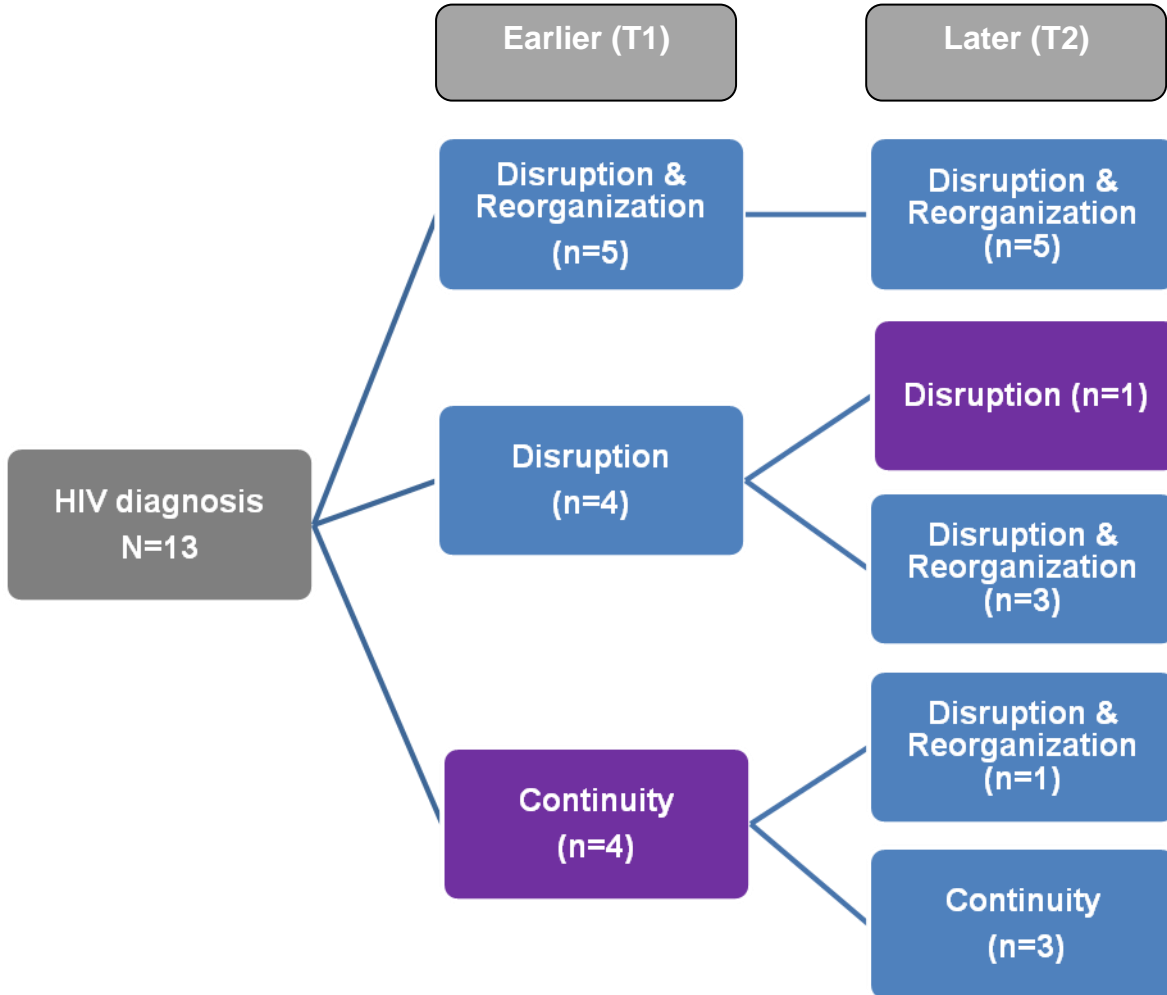 Earlier (T1)
Later (T2)
Disruption &
Reorganization
(n=5)
Disruption &
Reorganization
(n=5)
Disruption (n=1)
Disruption
(n=4)
HIV diagnosis
N=13
Disruption &
Reorganization
(n=3)
Disruption &
Reorganization
(n=1)
Continuity
(n=4)
Continuity
(n=3)